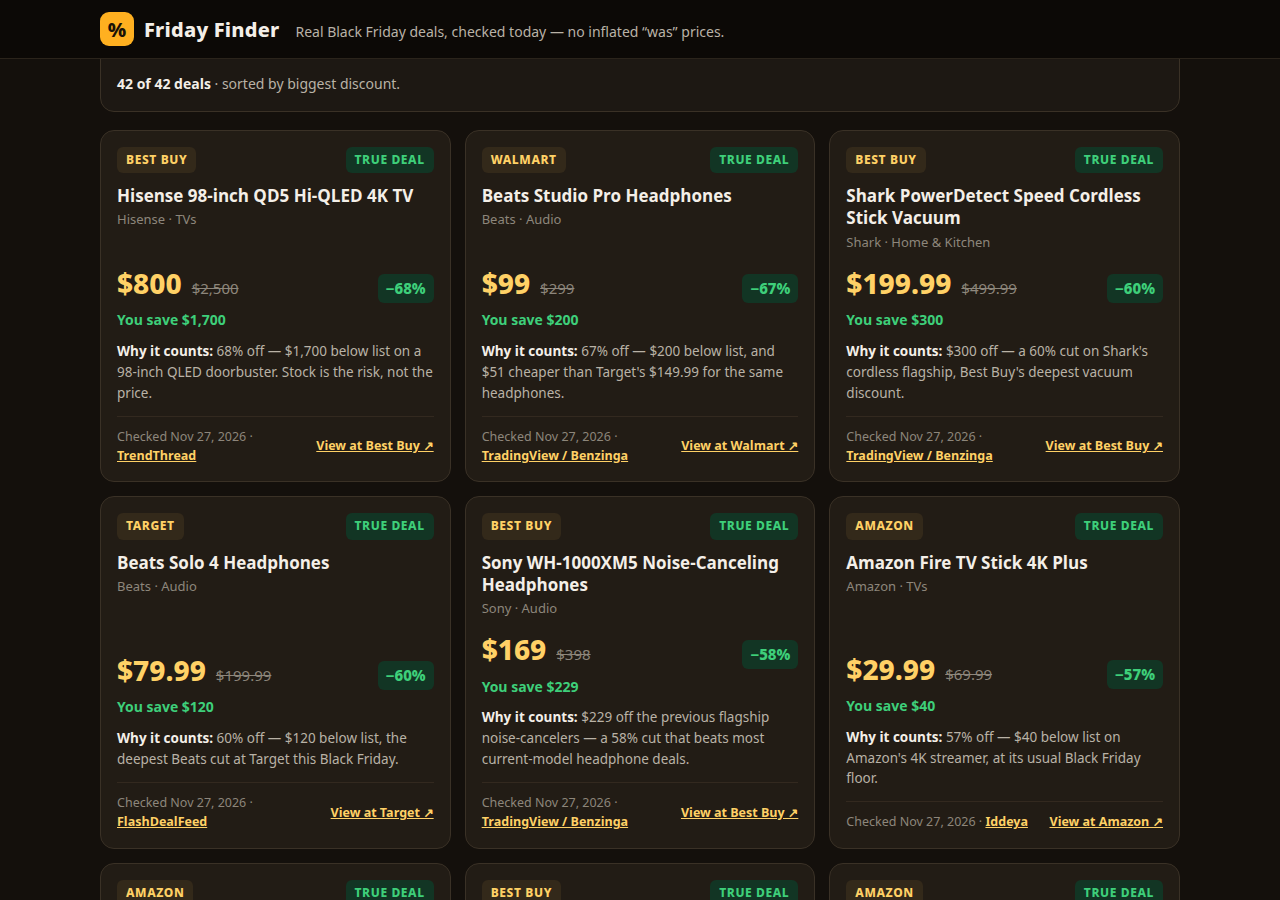 %
Friday Finder
Real Black Friday deals, checked today — no inflated “was” prices.
42 of 42 deals · sorted by biggest discount.
BEST BUY
TRUE DEAL
Hisense 98-inch QD5 Hi-QLED 4K TV
Hisense · TVs
$800 $2,500
−68%
You save $1,700
Why it counts: 68% off — $1,700 below list on a
98-inch QLED doorbuster. Stock is the risk, not the
price.
Checked Nov 27, 2026 ·
TrendThread
View at Best Buy ↗
WALMART
TRUE DEAL
Beats Studio Pro Headphones
Beats · Audio
$99 $299
−67%
You save $200
Why it counts: 67% off — $200 below list, and
$51 cheaper than Target's $149.99 for the same
headphones.
Checked Nov 27, 2026 ·
TradingView / Benzinga
View at Walmart ↗
BEST BUY
TRUE DEAL
Shark PowerDetect Speed Cordless
Stick Vacuum
Shark · Home & Kitchen
$199.99 $499.99
−60%
You save $300
Why it counts: $300 off — a 60% cut on Shark's
cordless flagship, Best Buy's deepest vacuum
discount.
Checked Nov 27, 2026 ·
TradingView / Benzinga
View at Best Buy ↗
TARGET
TRUE DEAL
Beats Solo 4 Headphones
Beats · Audio
$79.99 $199.99
−60%
You save $120
Why it counts: 60% off — $120 below list, the
deepest Beats cut at Target this Black Friday.
Checked Nov 27, 2026 ·
FlashDealFeed
View at Target ↗
BEST BUY
TRUE DEAL
Sony WH-1000XM5 Noise-Canceling
Headphones
Sony · Audio
$169 $398
−58%
You save $229
Why it counts: $229 off the previous flagship
noise-cancelers — a 58% cut that beats most
current-model headphone deals.
Checked Nov 27, 2026 ·
TradingView / Benzinga
View at Best Buy ↗
AMAZON
TRUE DEAL
Amazon Fire TV Stick 4K Plus
Amazon · TVs
$29.99 $69.99
−57%
You save $40
Why it counts: 57% off — $40 below list on
Amazon's 4K streamer, at its usual Black Friday
floor.
Checked Nov 27, 2026 · Iddeya
View at Amazon ↗
AMAZON
TRUE DEAL
BEST BUY
TRUE DEAL
AMAZON
TRUE DEAL